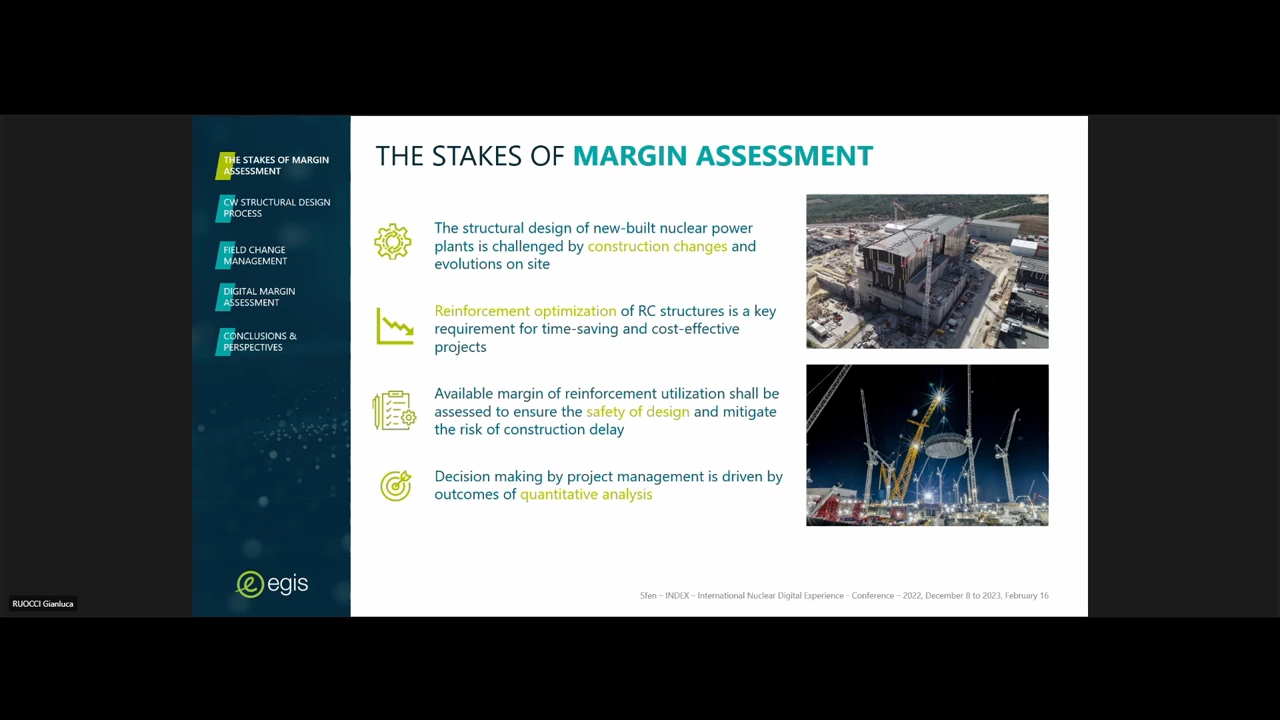 THE STAKES OF MARGIN
ASSESSMENT
CW STRUCTURAL DESIGN
PROCESS
FIELD CHANGE
MANAGEMENT
DIGITAL MARGIN
ASSESSMENT
CONCLUSIONS &
PERSPECTIVES
egis
THE STAKES OF MARGIN ASSESSMENT
The structural design of new-built nuclear power
plants is challenged by construction changes and
evolutions on site
Reinforcement optimization of RC structures is a key
requirement for time-saving and cost-effective
projects
Available margin of reinforcement utilization shall be
assessed to ensure the safety of design and mitigate
the risk of construction delay
Decision making by project management is driven by
outcomes of quantitative analysis
Sfen – INDEX – International Nuclear Digital Experience - Conference – 2022, December 8 to 2023, February 16
RUOCCI Gianluca